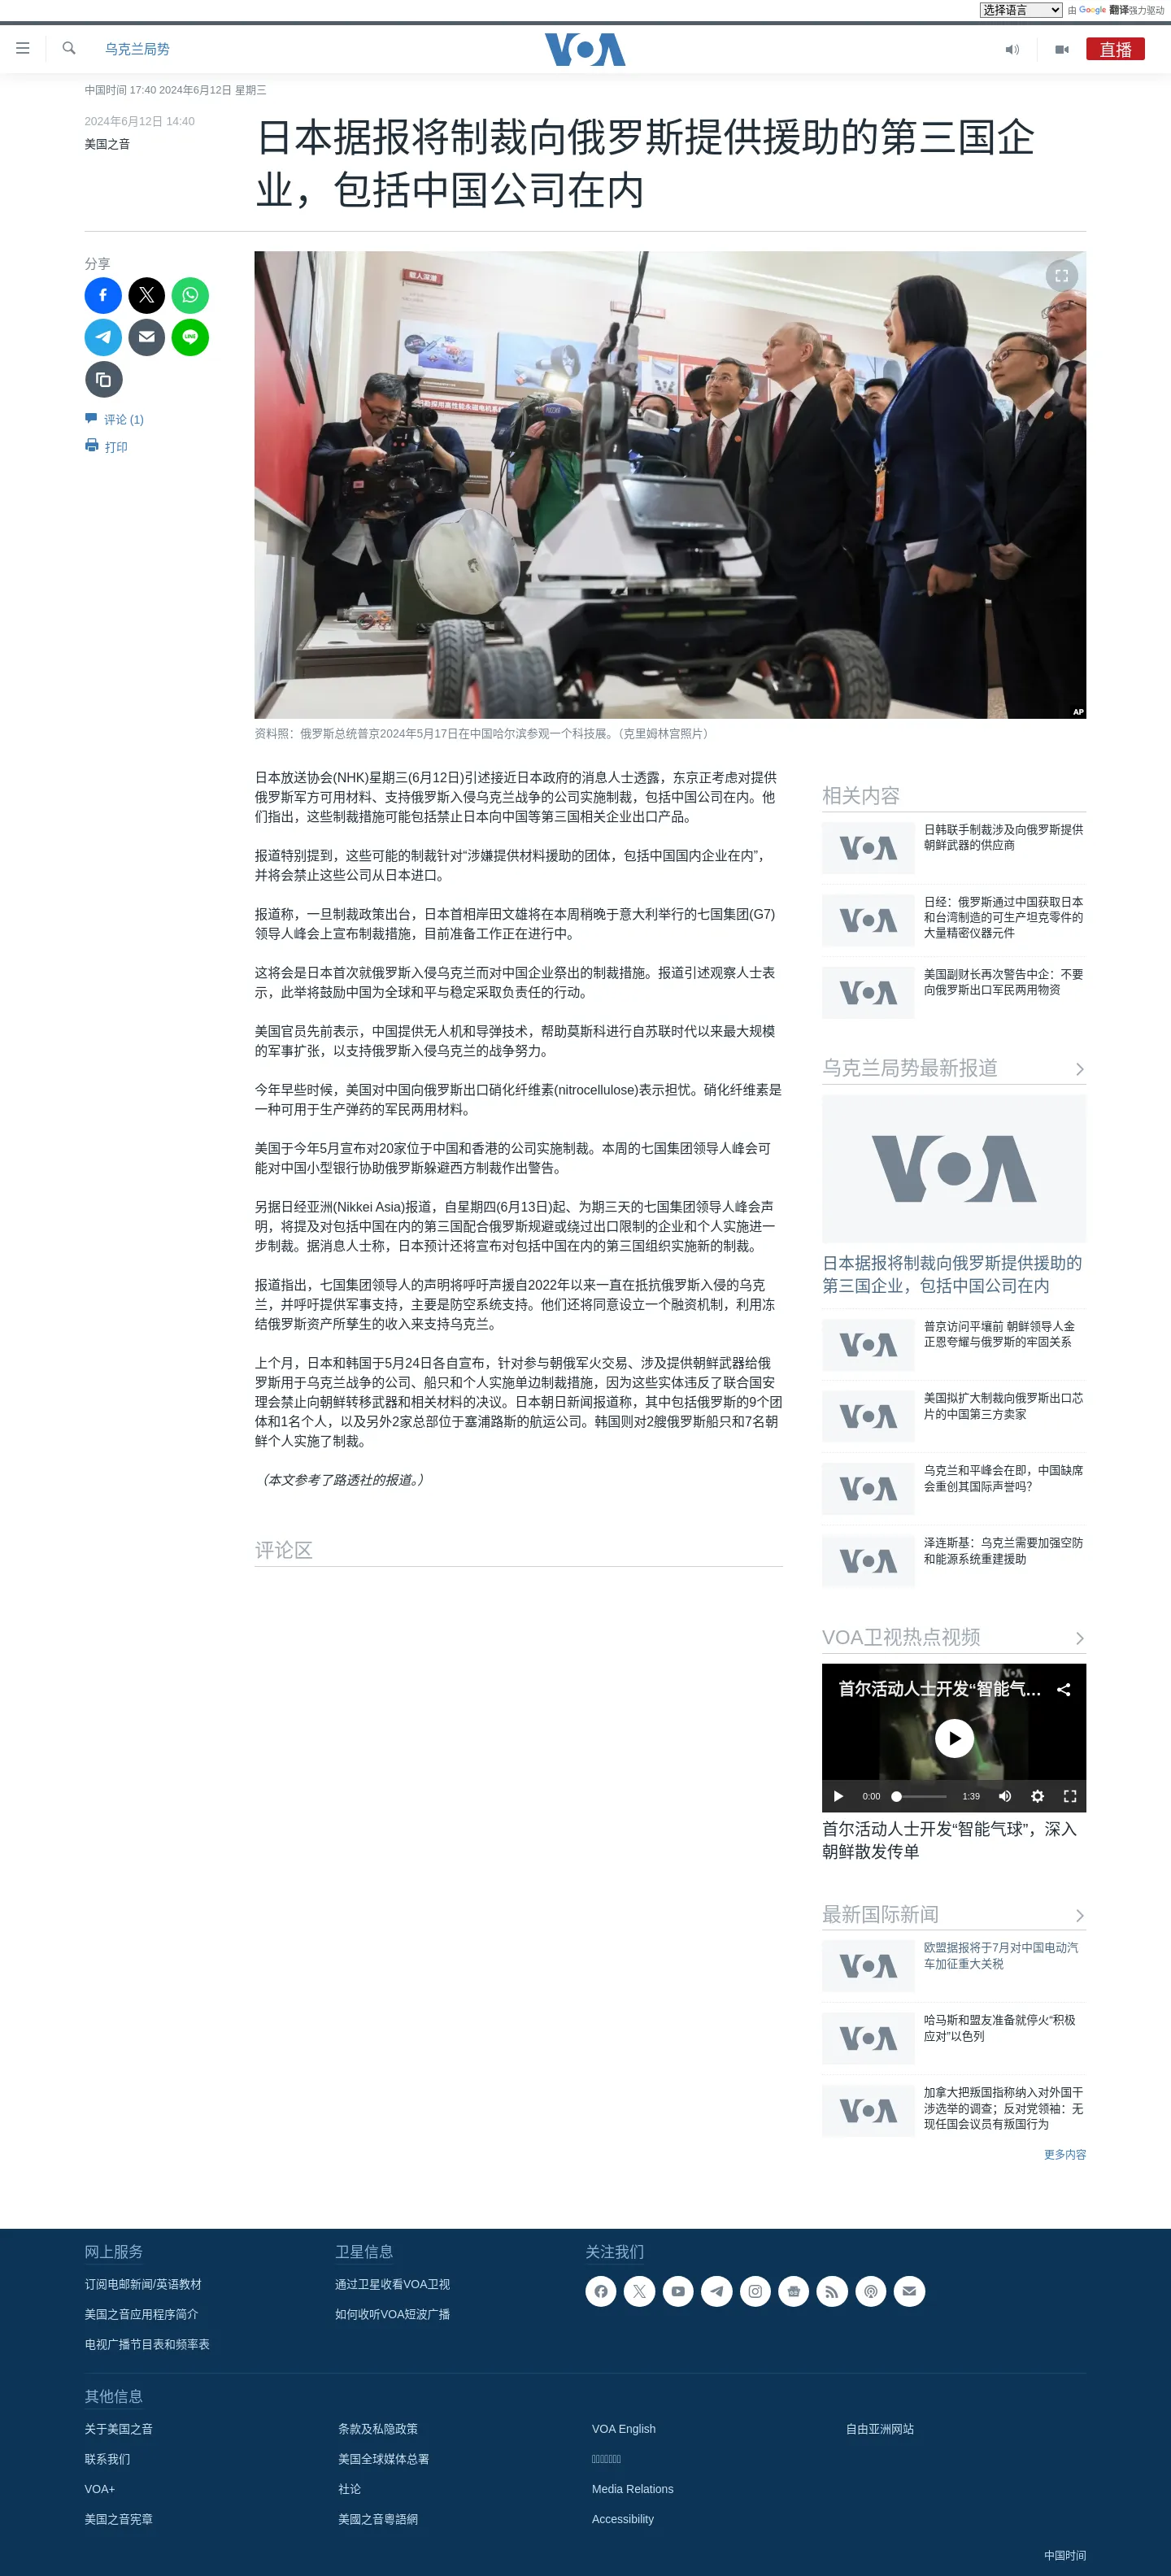 选择语言
由 Google 翻译强力驱动
乌克兰局势
VOA
直播
中国时间 17:40 2024年6月12日 星期三
2024年6月12日 14:40
美国之音
日本据报将制裁向俄罗斯提供援助的第三国企
业，包括中国公司在内
分享
评论 (1)
打印
载人深潜
AP
资料照：俄罗斯总统普京2024年5月17日在中国哈尔滨参观一个科技展。（克里姆林宫照片）
日本放送协会(NHK)星期三(6月12日)引述接近日本政府的消息人士透露，东京正考虑对提供
俄罗斯军方可用材料、支持俄罗斯入侵乌克兰战争的公司实施制裁，包括中国公司在内。他
们指出，这些制裁措施可能包括禁止日本向中国等第三国相关企业出口产品。
报道特别提到，这些可能的制裁针对“涉嫌提供材料援助的团体，包括中国国内企业在内”，
并将会禁止这些公司从日本进口。
报道称，一旦制裁政策出台，日本首相岸田文雄将在本周稍晚于意大利举行的七国集团(G7)
领导人峰会上宣布制裁措施，目前准备工作正在进行中。
这将会是日本首次就俄罗斯入侵乌克兰而对中国企业祭出的制裁措施。报道引述观察人士表
示，此举将鼓励中国为全球和平与稳定采取负责任的行动。
美国官员先前表示，中国提供无人机和导弹技术，帮助莫斯科进行自苏联时代以来最大规模
的军事扩张，以支持俄罗斯入侵乌克兰的战争努力。
今年早些时候，美国对中国向俄罗斯出口硝化纤维素(nitrocellulose)表示担忧。硝化纤维素是
一种可用于生产弹药的军民两用材料。
美国于今年5月宣布对20家位于中国和香港的公司实施制裁。本周的七国集团领导人峰会可
能对中国小型银行协助俄罗斯躲避西方制裁作出警告。
另据日经亚洲(Nikkei Asia)报道，自星期四(6月13日)起、为期三天的七国集团领导人峰会声
明，将提及对包括中国在内的第三国配合俄罗斯规避或绕过出口限制的企业和个人实施进一
步制裁。据消息人士称，日本预计还将宣布对包括中国在内的第三国组织实施新的制裁。
报道指出，七国集团领导人的声明将呼吁声援自2022年以来一直在抵抗俄罗斯入侵的乌克
兰，并呼吁提供军事支持，主要是防空系统支持。他们还将同意设立一个融资机制，利用冻
结俄罗斯资产所孳生的收入来支持乌克兰。
上个月，日本和韩国于5月24日各自宣布，针对参与朝俄军火交易、涉及提供朝鲜武器给俄
罗斯用于乌克兰战争的公司、船只和个人实施单边制裁措施，因为这些实体违反了联合国安
理会禁止向朝鲜转移武器和相关材料的决议。日本朝日新闻报道称，其中包括俄罗斯的9个团
体和1名个人，以及另外2家总部位于塞浦路斯的航运公司。韩国则对2艘俄罗斯船只和7名朝
鲜个人实施了制裁。
（本文参考了路透社的报道。）
评论区
相关内容
VOA
日韩联手制裁涉及向俄罗斯提供
朝鲜武器的供应商
VOA
日经：俄罗斯通过中国获取日本
和台湾制造的可生产坦克零件的
大量精密仪器元件
VOA
美国副财长再次警告中企：不要
向俄罗斯出口军民两用物资
乌克兰局势最新报道
VOA
日本据报将制裁向俄罗斯提供援助的
第三国企业，包括中国公司在内
VOA
普京访问平壤前 朝鲜领导人金
正恩夸耀与俄罗斯的牢固关系
VOA
美国拟扩大制裁向俄罗斯出口芯
片的中国第三方卖家
VOA
乌克兰和平峰会在即，中国缺席
会重创其国际声誉吗？
VOA
泽连斯基：乌克兰需要加强空防
和能源系统重建援助
VOA卫视热点视频
VOA
首尔活动人士开发“智能气...
0:00
1:39
首尔活动人士开发“智能气球”，深入
朝鲜散发传单
最新国际新闻
VOA
欧盟据报将于7月对中国电动汽
车加征重大关税
VOA
哈马斯和盟友准备就停火“积极
应对”以色列
VOA
加拿大把叛国指称纳入对外国干
涉选举的调查；反对党领袖：无
现任国会议员有叛国行为
更多内容
网上服务
订阅电邮新闻/英语教材
美国之音应用程序简介
电视广播节目表和频率表
卫星信息
通过卫星收看VOA卫视
如何收听VOA短波广播
关注我们
其他信息
关于美国之音
联系我们
VOA+
美国之音宪章
条款及私隐政策
美国全球媒体总署
社论
美國之音粵語網
VOA English
Media Relations
Accessibility
自由亚洲网站
中国时间